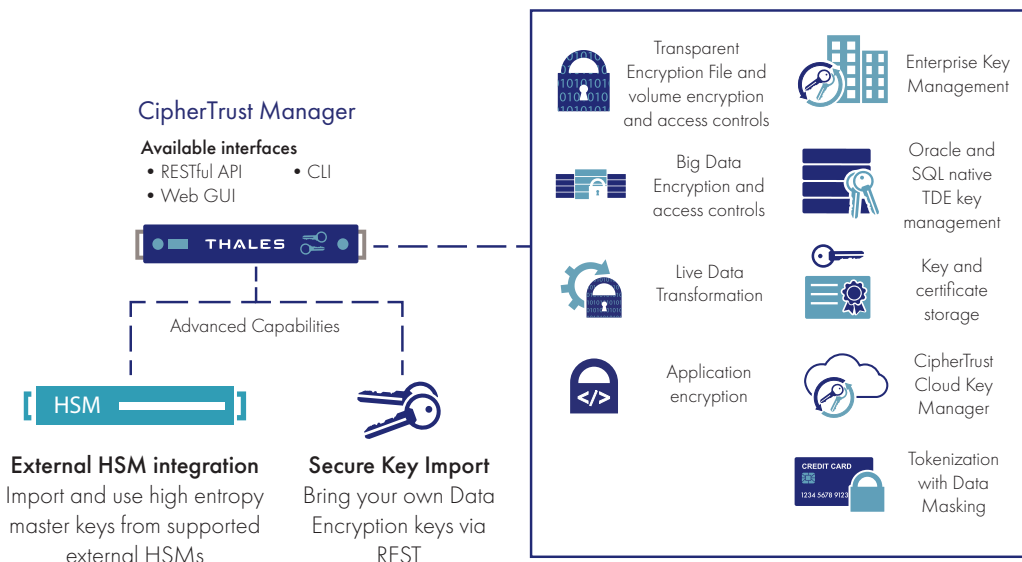 CipherTrust Manager
Available interfaces
• RESTful API
• CLI
• Web GUI
THALES
Advanced Capabilities
HSM
External HSM integration
Import and use high entropy
master keys from supported
external HSMs
Secure Key Import
Bring your own Data
Encryption keys via
REST
Transparent
Encryption File and
volume encryption
and access controls
Big Data
Encryption and
access controls
Live Data
Transformation
</>
Application
encryption
Enterprise Key
Management
Oracle and
SQL native
TDE key
management
Key and
certificate
storage
CipherTrust
Cloud Key
Manager
CREDIT CARD
1234 5678 9123
Tokenization
with Data
Masking